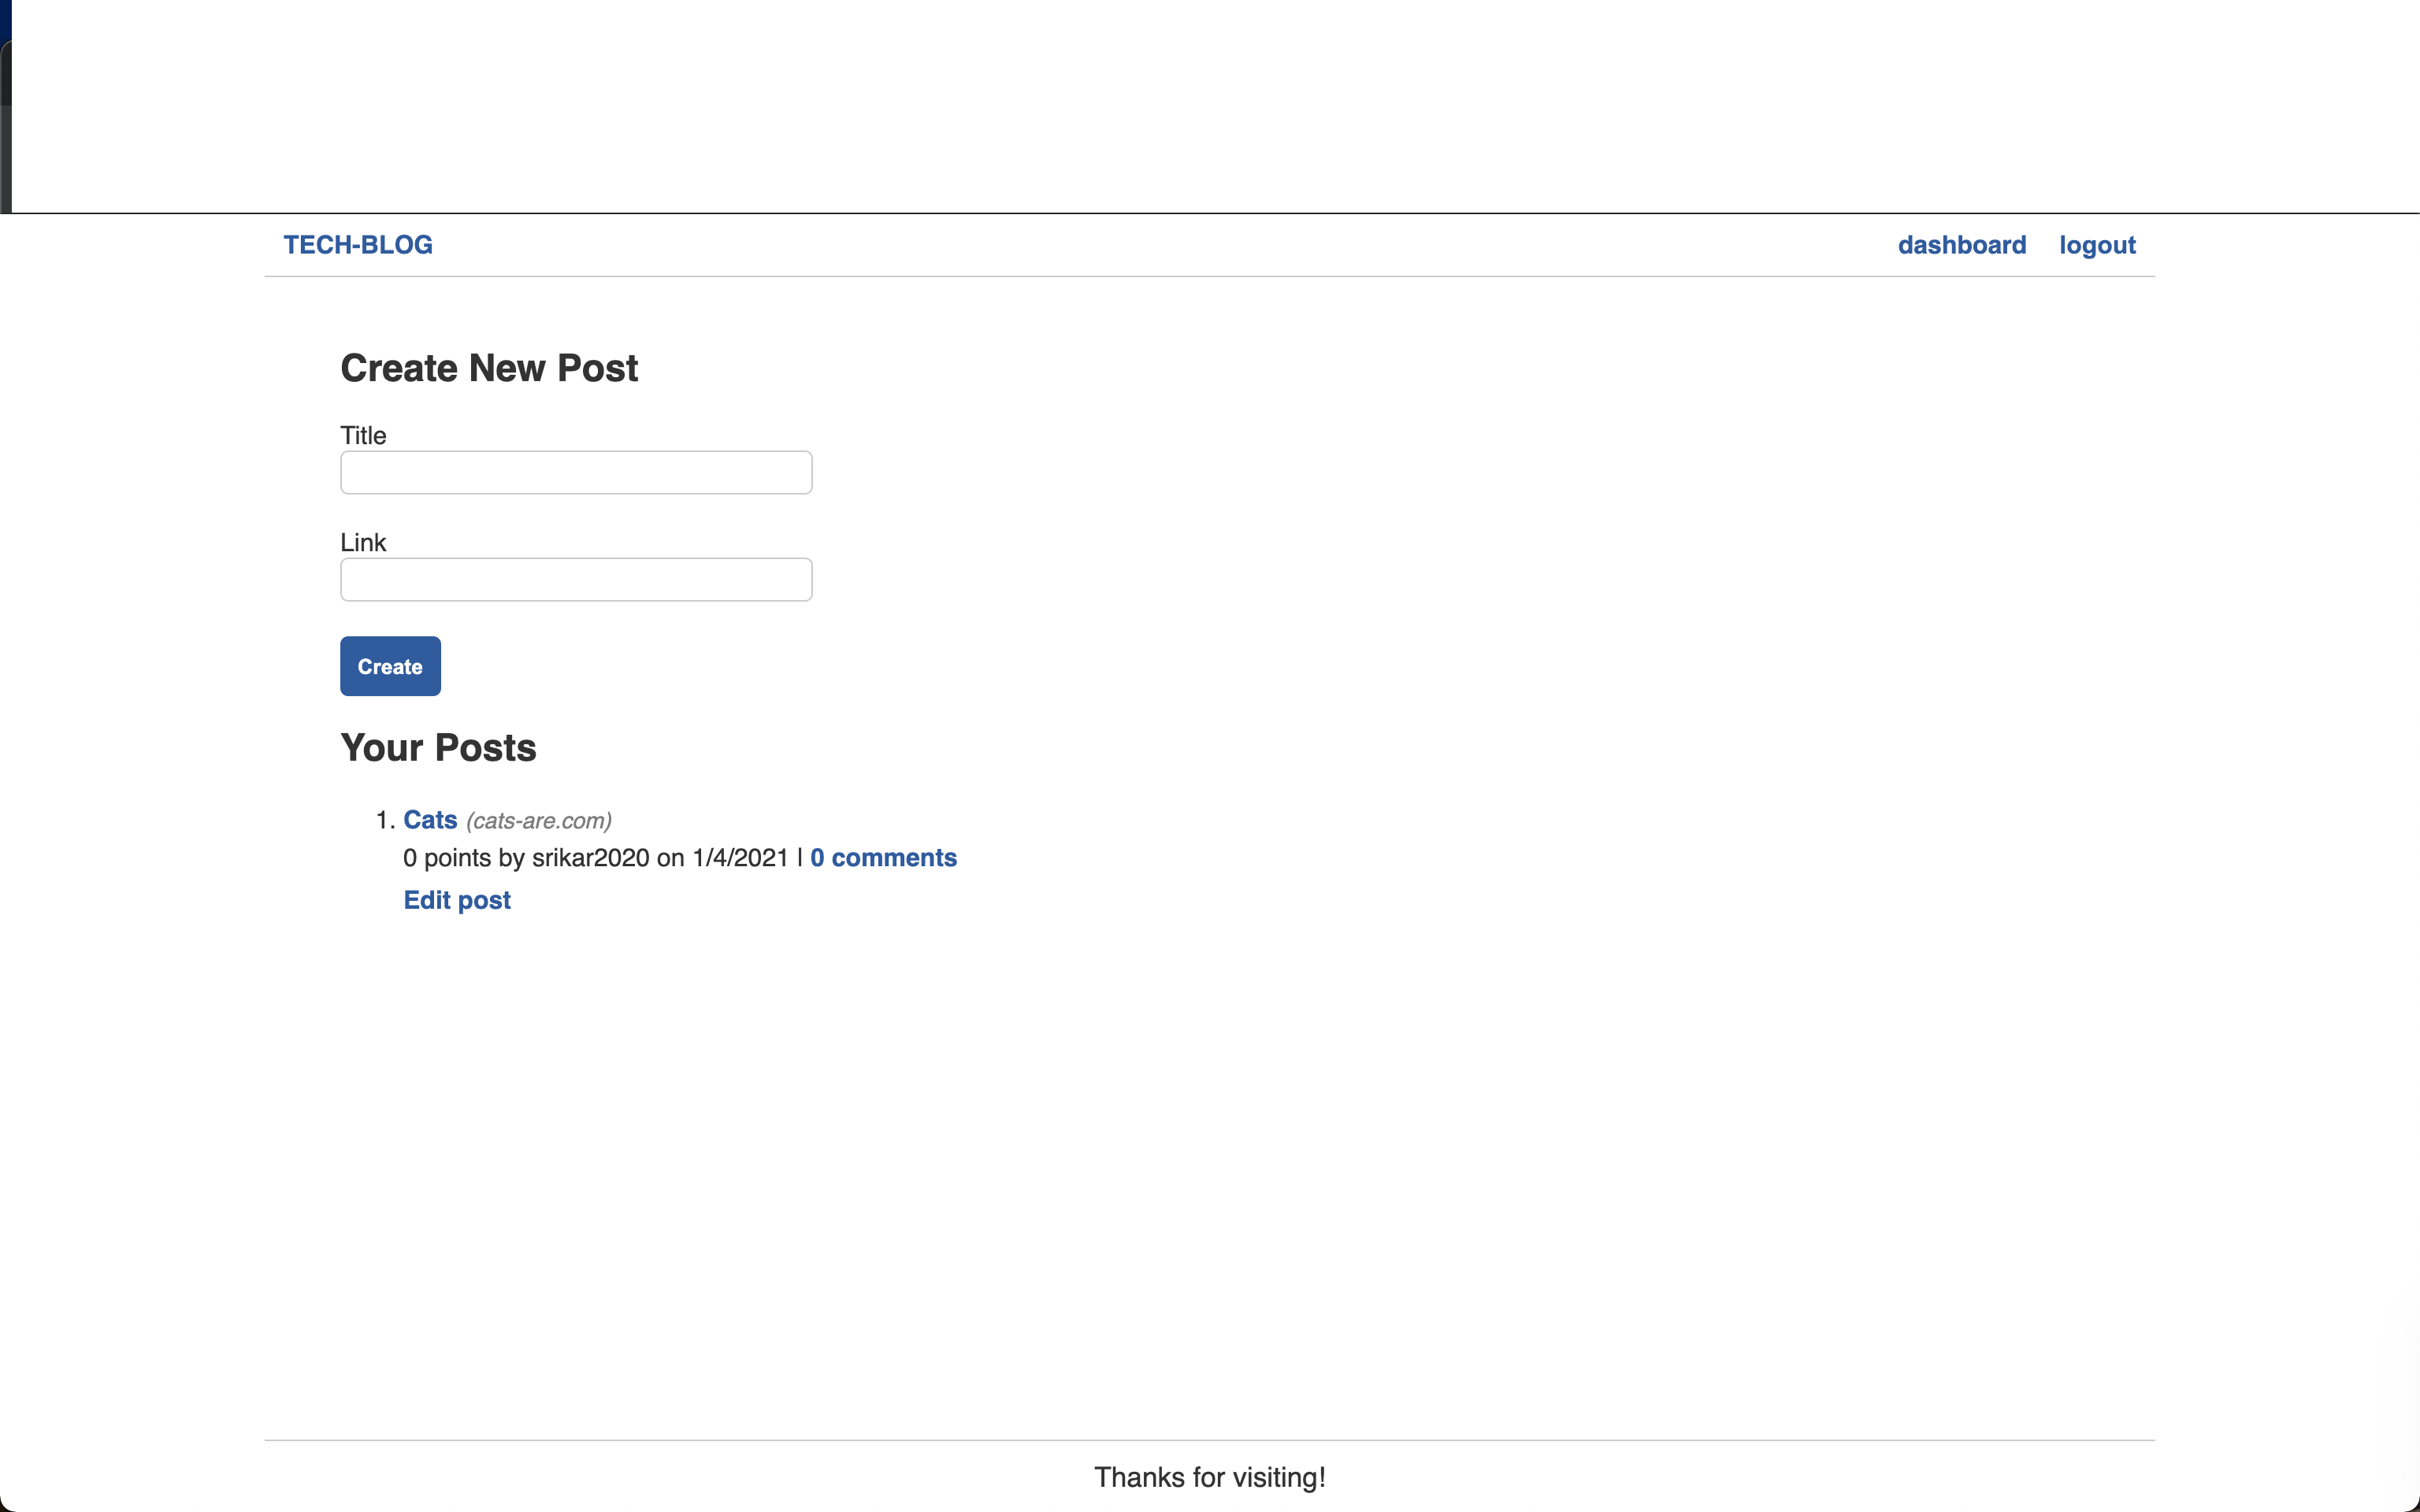 TECH-BLOG dashboard logout
Create New Post
Title
Link
Create
Your Posts
1. Cats (cats-are.com)
0 points by srikar2020 on 1/4/2021 | 0 comments
Edit post
Thanks for visiting!